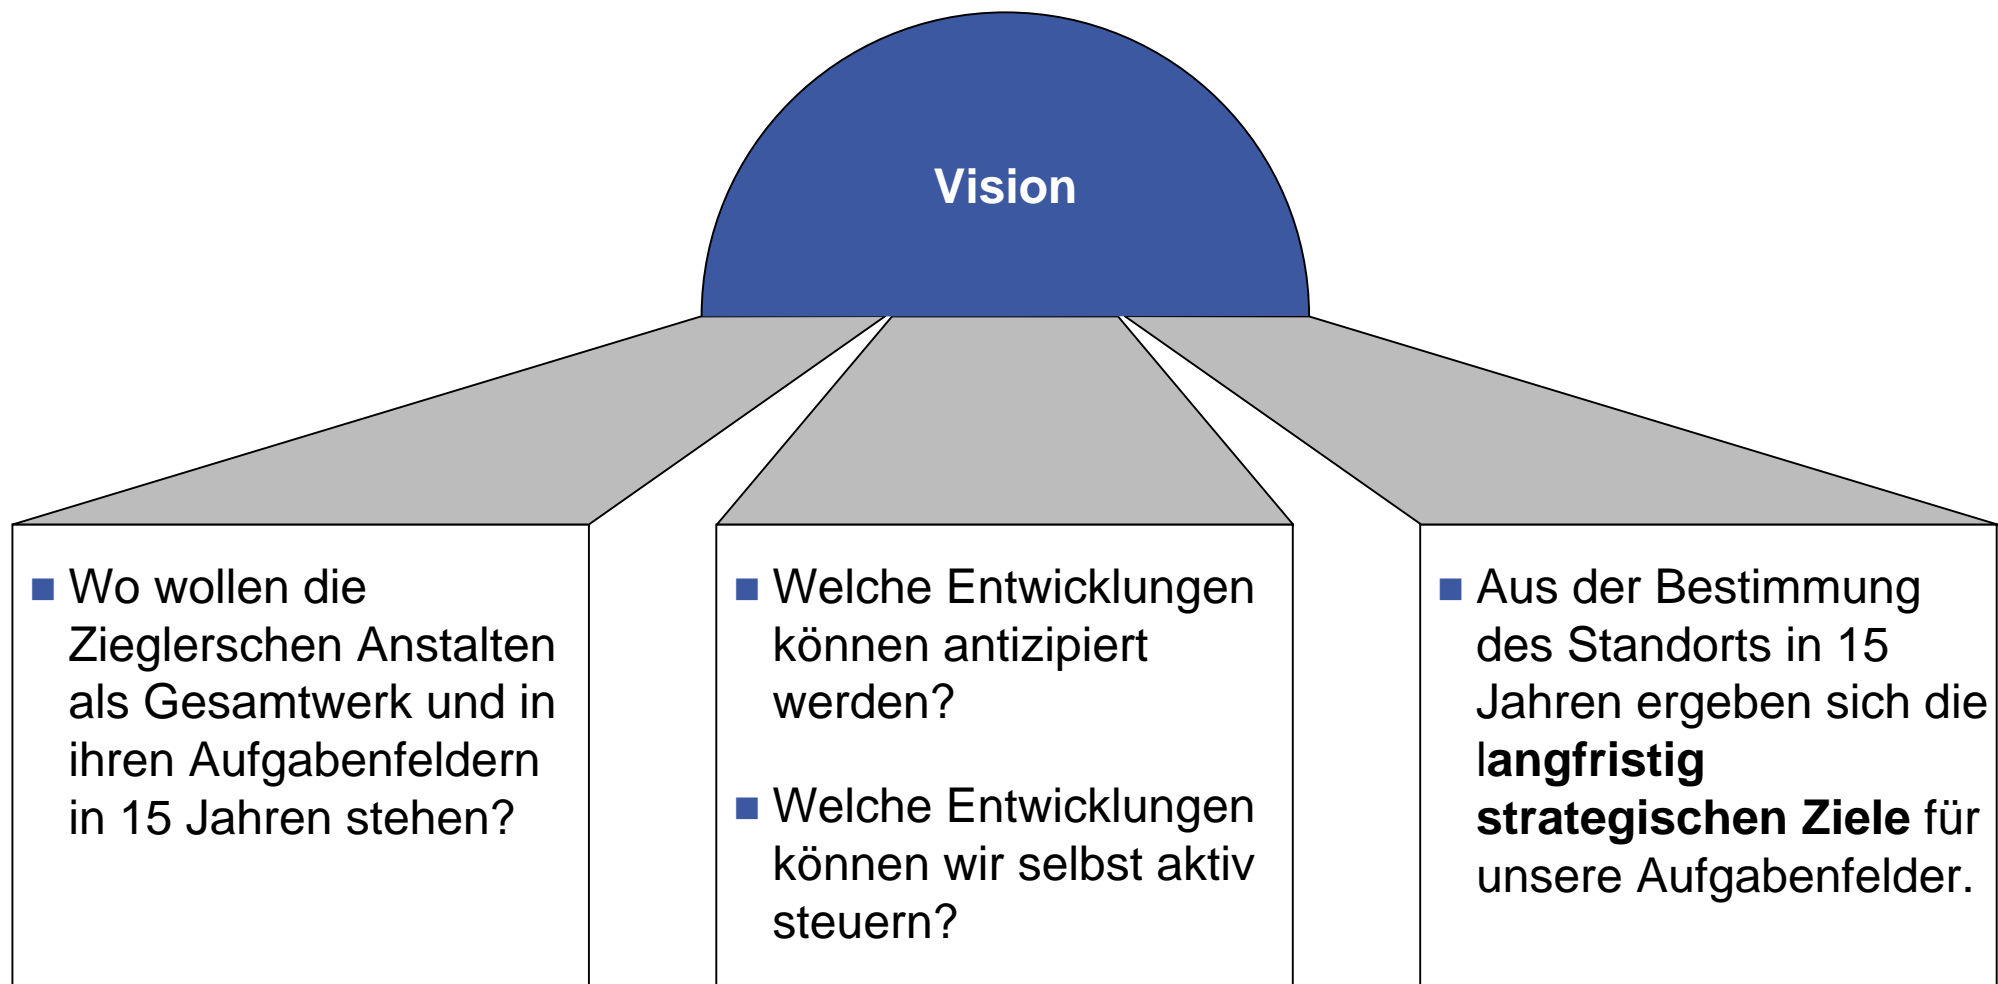 Vision
Wo wollen die
Zieglerschen Anstalten
als Gesamtwerk und in
ihren Aufgabenfeldern
in 15 Jahren stehen?
Welche Entwicklungen
können antizipiert
werden?
Welche Entwicklungen
können wir selbst aktiv
steuern?
Aus der Bestimmung
des Standorts in 15
Jahren ergeben sich die
langfristig
strategischen Ziele für
unsere Aufgabenfelder.